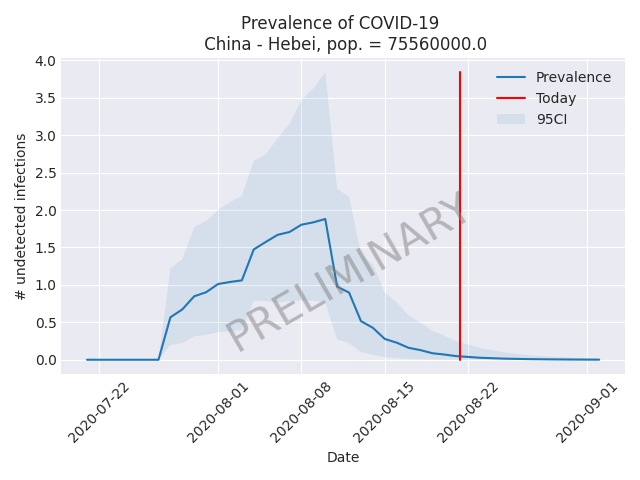 Prevalence of COVID-19
China - Hebei, pop. = 75560000.0
4.0
3.5
3.0
2.5
2.0
1.5
1.0
0.5
0.0
# undetected infections
Prevalence
Today
95CI
PRELIMINARY
2020-07-22
2020-08-01
2020-08-08
2020-08-15
2020-08-22
2020-09-01
Date